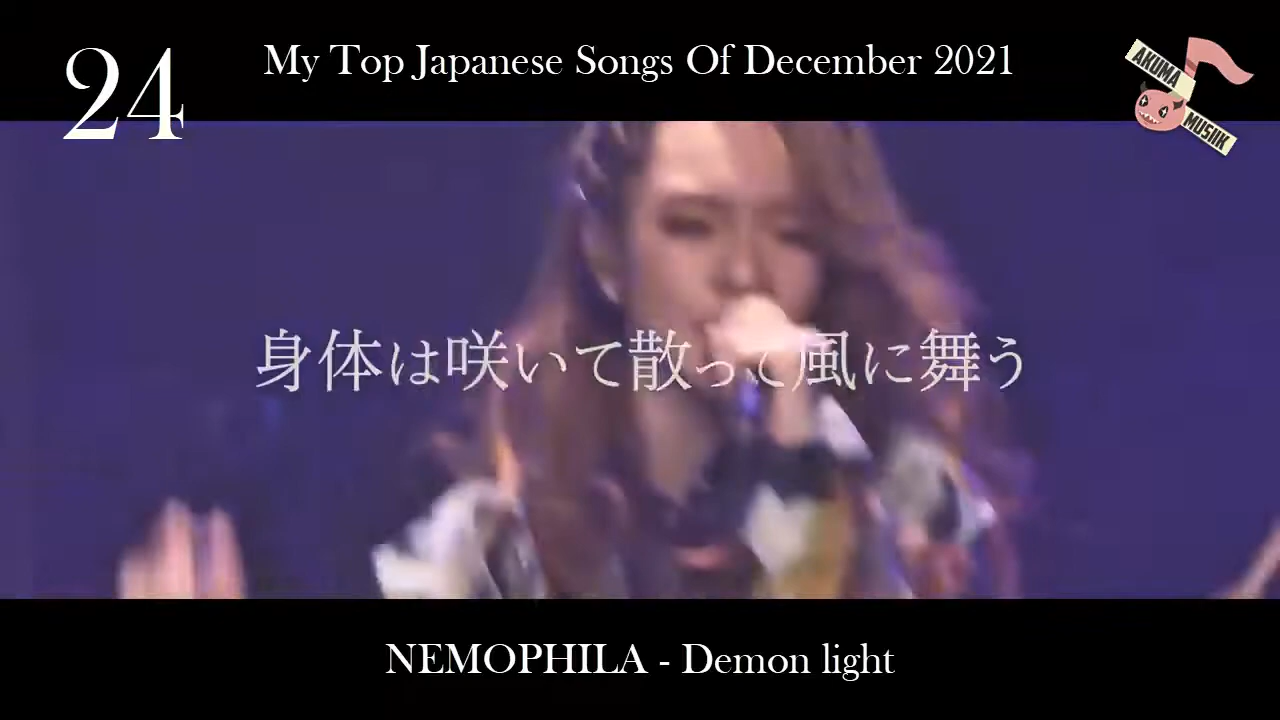 24
My Top Japanese Songs Of December 2021
AKUMA
MUSIIK
身体は咲いて散って風に舞う
NEMOPHILA - Demon light